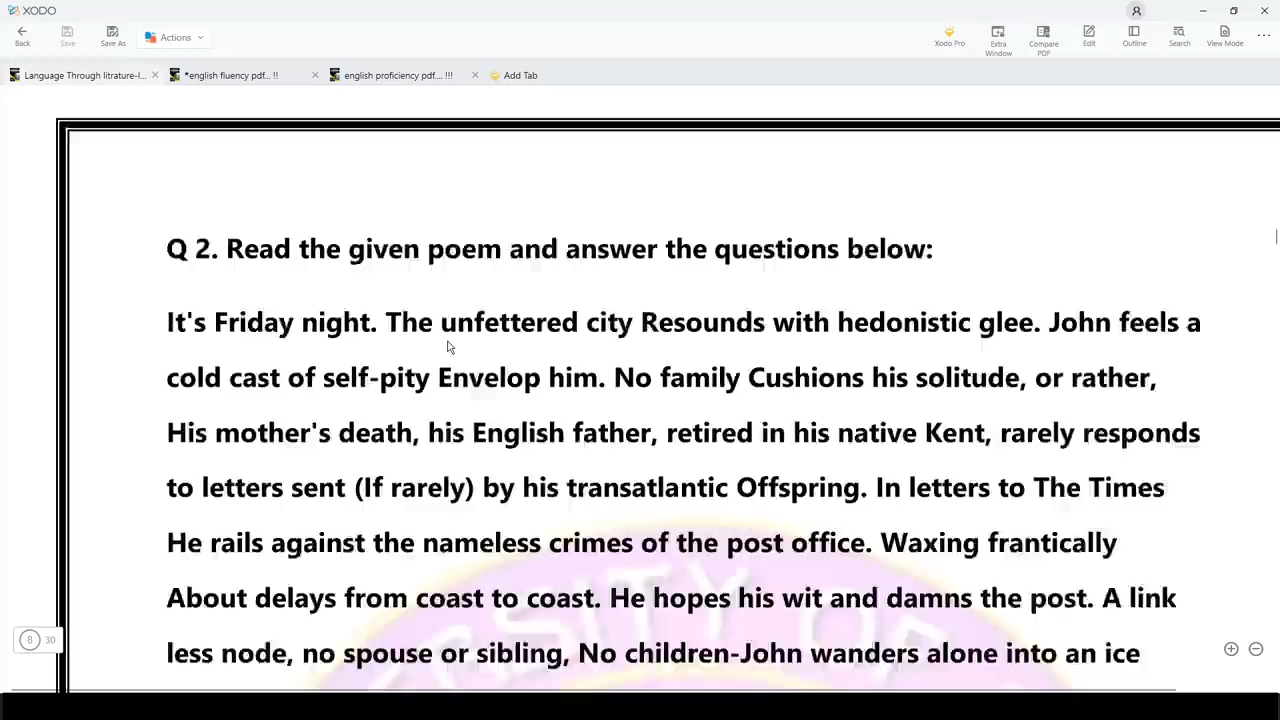 XODO
Back
Save
Save As
Actions
Xodo Pro
Extra Window
Compare PDF
Edit
Outline
Search
View Mode
Language Through litrature-I...
*english fluency pdf... !!
english proficiency pdf.... !!!
Add Tab
Q 2. Read the given poem and answer the questions below:
It's Friday night. The unfettered city Resounds with hedonistic glee. John feels a
cold cast of self-pity Envelop him. No family Cushions his solitude, or rather,
His mother's death, his English father, retired in his native Kent, rarely responds
to letters sent (If rarely) by his transatlantic Offspring. In letters to The Times
He rails against the nameless crimes of the post office. Waxing frantically
About delays from coast to coast. He hopes his wit and damns the post. A link
less node, no spouse or sibling, No children-John wanders alone into an ice
8 30
RSITY OF